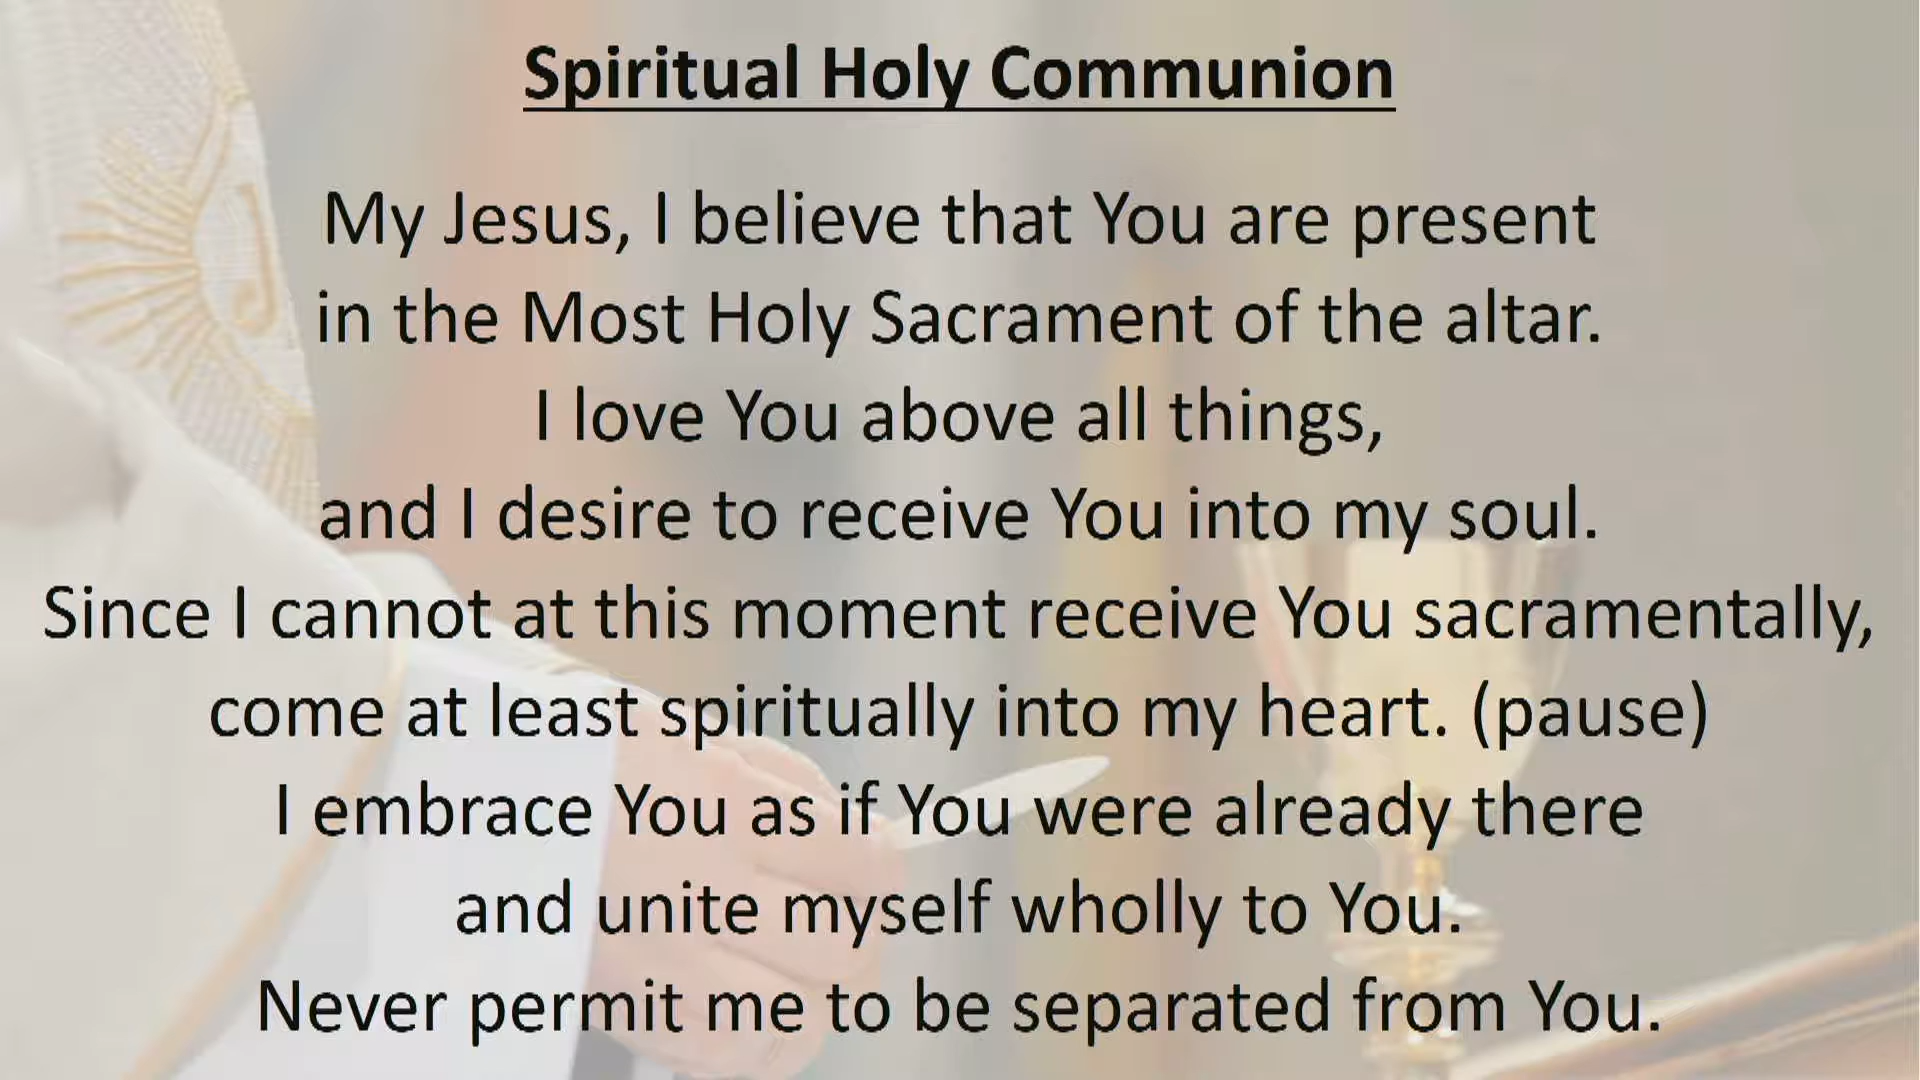 Spiritual Holy Communion
My Jesus, I believe that You are present
in the Most Holy Sacrament of the altar.
I love You above all things,
and I desire to receive You into my soul.
Since I cannot at this moment receive You sacramentally,
come at least spiritually into my heart. (pause)
I embrace You as if You were already there
and unite myself wholly to You.
Never permit me to be separated from You.